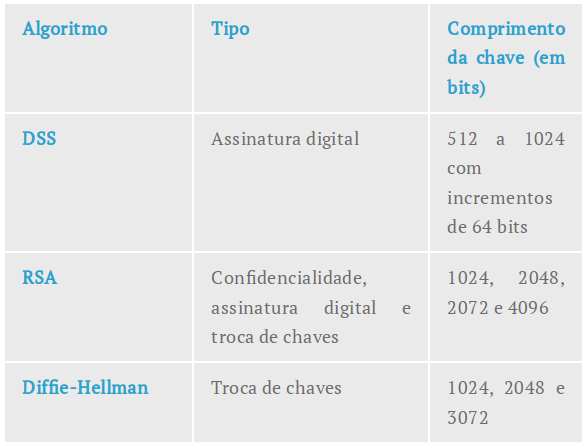 Algoritmo
Tipo
Comprimento
da chave (em
bits)
DSS
Assinatura digital
512 a 1024
com
incrementos
de 64 bits
RSA
Confidencialidade,
assinatura digital e
troca de chaves
1024, 2048,
2072 e 4096
Diffie-Hellman
Troca de chaves
1024, 2048 e
3072